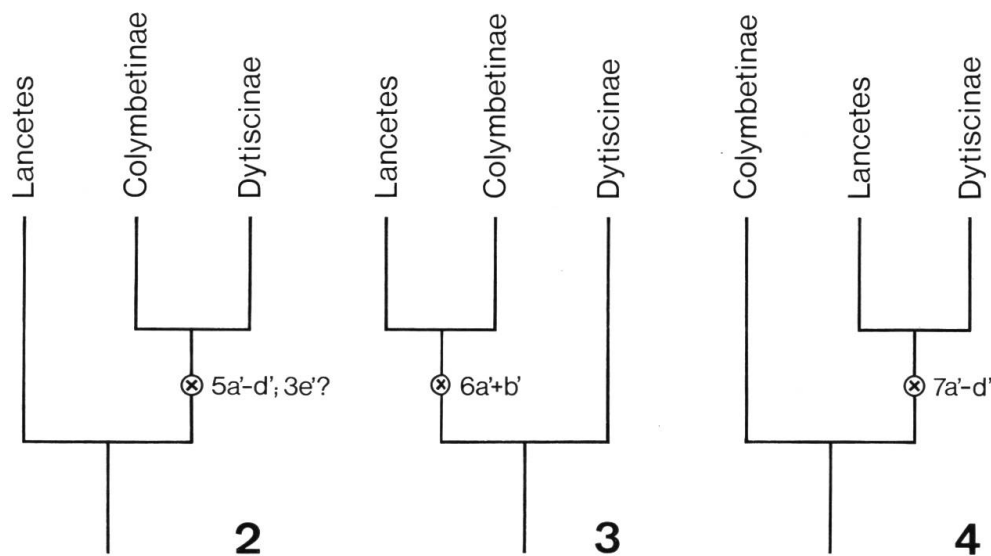 Lancetes
Colymbetinae
Dytiscinae
5a'-d'; 3e'?
2
Lancetes
Colymbetinae
Dytiscinae
6a'+b'
3
Colymbetinae
Lancetes
Dytiscinae
7a'-d'
4